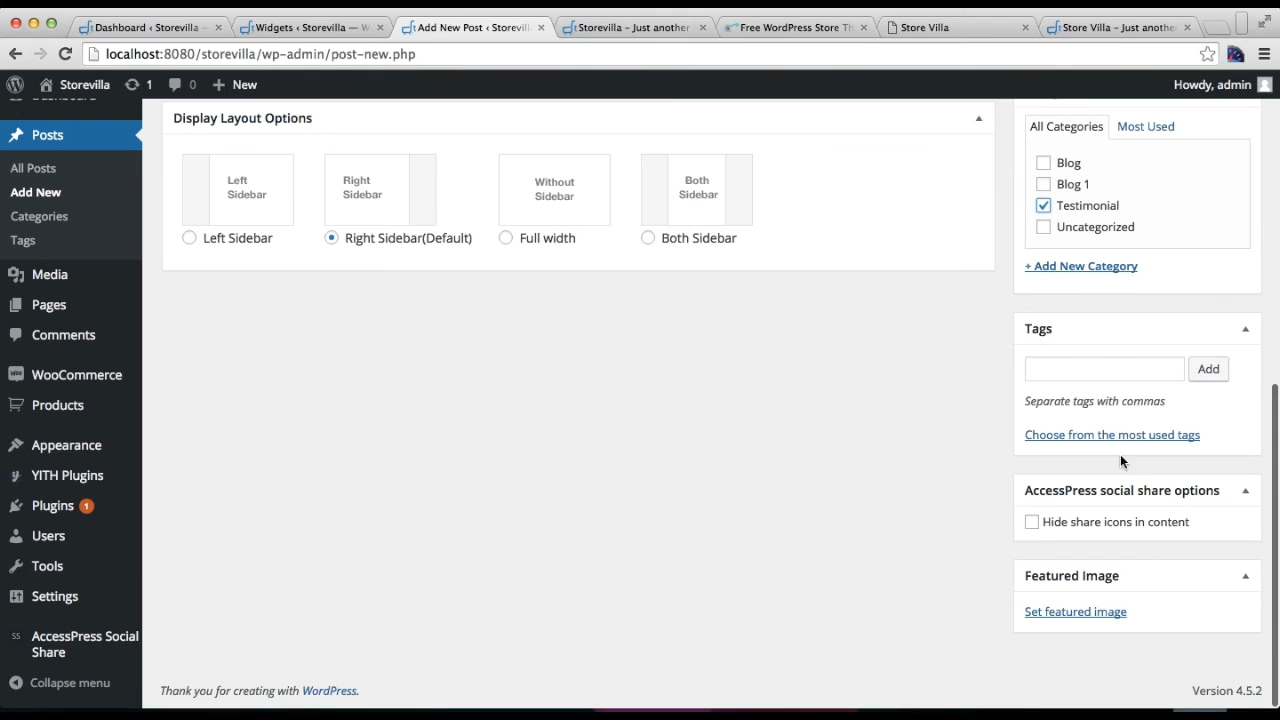 Dashboard ‹ Storevilla —
Widgets ‹ Storevilla — W
Add New Post ‹ Storevill
Storevilla – Just another
Free WordPress Store Th
Store Villa
Store Villa – Just another
localhost:8080/storevilla/wp-admin/post-new.php
Storevilla
1
0
New
Howdy, admin
Posts
All Posts
Add New
Categories
Tags
Media
Pages
Comments
WooCommerce
Products
Appearance
YITH Plugins
Plugins 1
Users
Tools
Settings
AccessPress Social
Share
Collapse menu
Display Layout Options
Left
Sidebar
Left Sidebar
Right
Sidebar
Right Sidebar(Default)
Without
Sidebar
Full width
Both
Sidebar
Both Sidebar
All Categories
Most Used
Blog
Blog 1
Testimonial
Uncategorized
+ Add New Category
Tags
Add
Separate tags with commas
Choose from the most used tags
AccessPress social share options
Hide share icons in content
Featured Image
Set featured image
Thank you for creating with WordPress.
Version 4.5.2